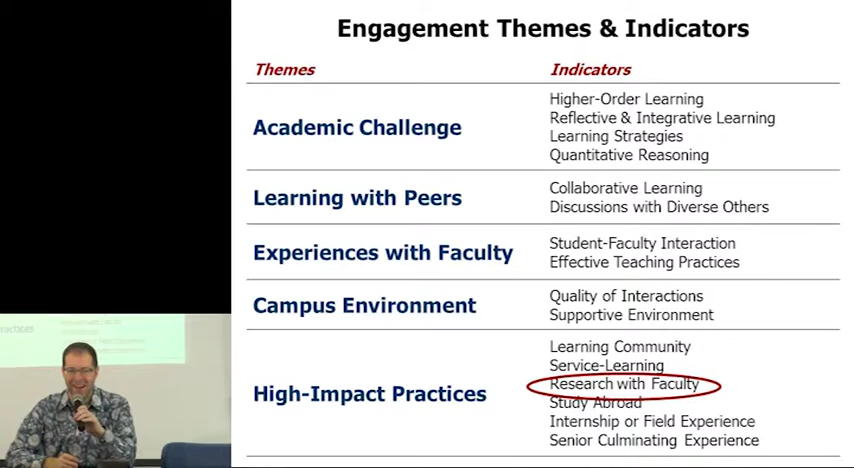 Engagement Themes & Indicators
Themes
Indicators
Academic Challenge
Higher-Order Learning
Reflective & Integrative Learning
Learning Strategies
Quantitative Reasoning
Learning with Peers
Collaborative Learning
Discussions with Diverse Others
Experiences with Faculty
Student-Faculty Interaction
Effective Teaching Practices
Campus Environment
Quality of Interactions
Supportive Environment
High-Impact Practices
Learning Community
Service-Learning
Research with Faculty
Study Abroad
Internship or Field Experience
Senior Culminating Experience